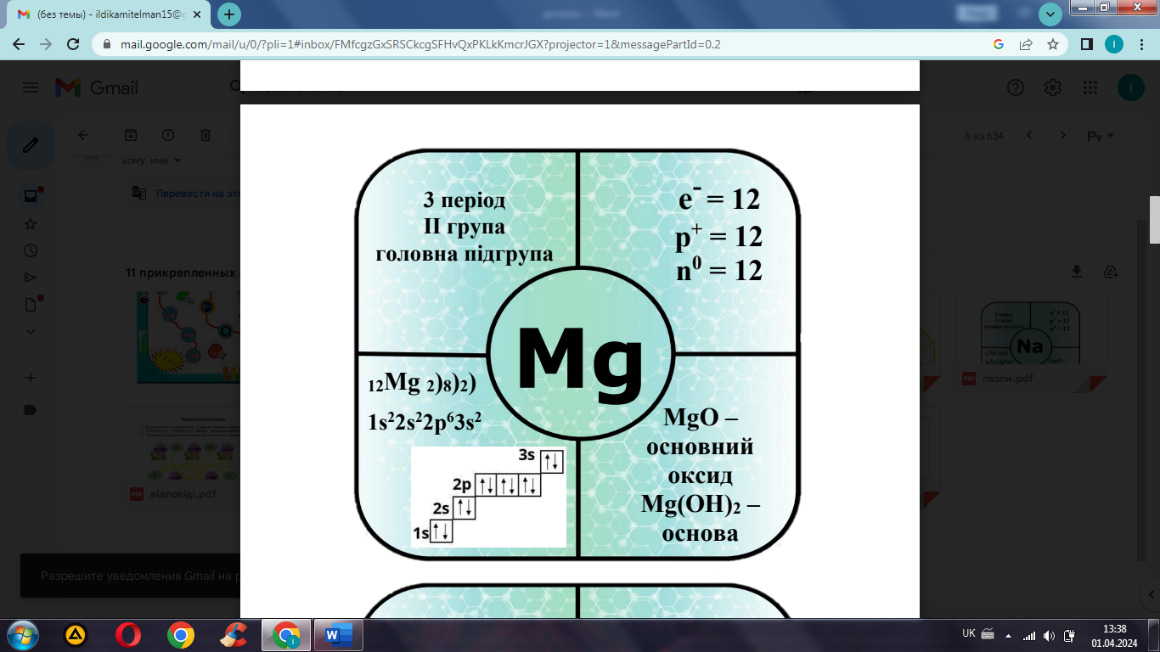 (без темы) - ildikamitelman15@
mail.google.com/mail/u/0/?pli=1#inbox/FMfcgzGxSRSCkcgSFHvQxPKLkKmcrJGX?projector=1&messagePartId=0.2
Gmail
6 из 634
кому: мне
Перевести на
11 прикрепленных
3 період
II група
головна підгрупа
e⁻ = 12
p⁺ = 12
n⁰ = 12
Mg
₁₂Mg ₂)₈)₂)
1s²2s²2p⁶3s²
3s
2p
2s
1s
MgO –
основний
оксид
Mg(OH)₂ –
основа
Na
пазли.pdf
відповіді.pdf
Разрешите уведомления Gmail на
UK
13:38
01.04.2024